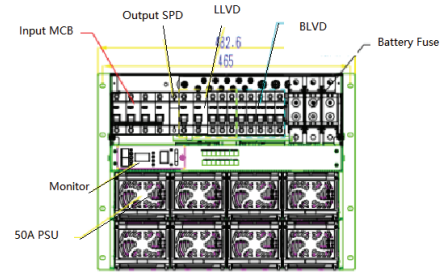 LLVD
Output SPD
BLVD
Input MCB
482.6
Battery Fuse
465
Monitor
50A PSU